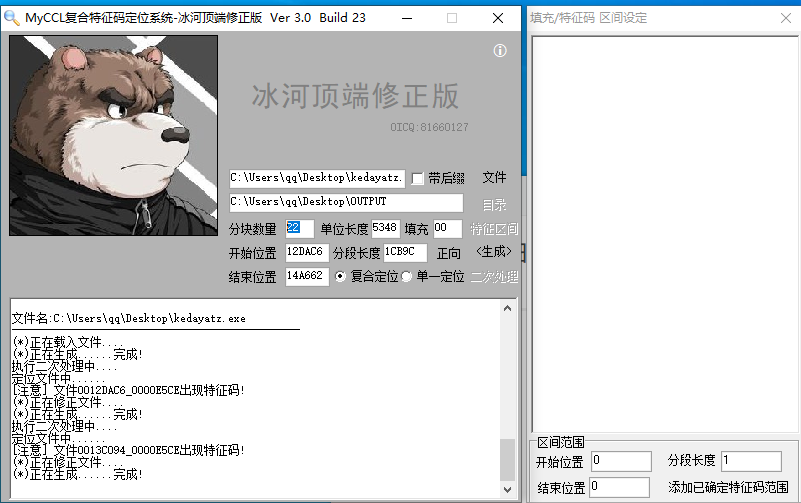 MyCCL复合特征码定位系统-冰河顶端修正版 Ver 3.0 Build 23
填充/特征码 区间设定
冰河顶端修正版
OICQ:81660127
C:\Users\qq\Desktop\kedayatz. 带后缀 文件
C:\Users\qq\Desktop\OUTPUT 目录
分块数量 22 单位长度 5348 填充 00 特征区间
开始位置 12DAC6 分段长度 1CB9C 正向 <生成>
结束位置 14A662 复合定位 单一定位 二次处理
文件名:C:\Users\qq\Desktop\kedayatz.exe
(*)正在载入文件....
(*)正在生成......完成!
执行二次处理中....
定位文件中......
[注意] 文件0012DAC6_0000E5CE出现特征码!
(*)正在修正文件....
(*)正在生成......完成!
执行二次处理中....
定位文件中......
[注意] 文件0013C094_0000E5CE出现特征码!
(*)正在修正文件....
(*)正在生成......完成!
区间范围
开始位置 0 分段长度 1
结束位置 0 添加已确定特征码范围